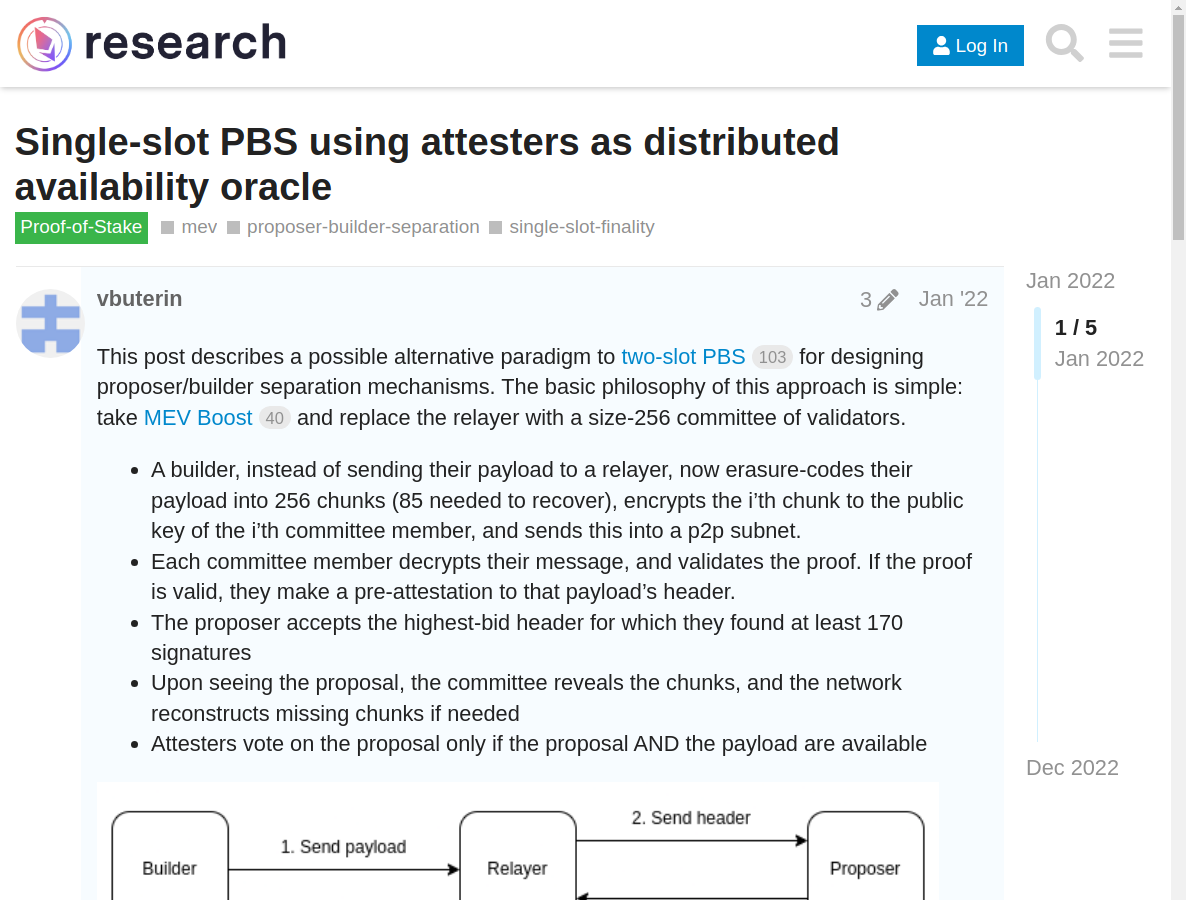 research
Log In
Single-slot PBS using attesters as distributed
availability oracle
Proof-of-Stake mev proposer-builder-separation single-slot-finality
vbuterin
3 Jan '22
This post describes a possible alternative paradigm to two-slot PBS 103 for designing
proposer/builder separation mechanisms. The basic philosophy of this approach is simple:
take MEV Boost 40 and replace the relayer with a size-256 committee of validators.
A builder, instead of sending their payload to a relayer, now erasure-codes their
payload into 256 chunks (85 needed to recover), encrypts the i’th chunk to the public
key of the i’th committee member, and sends this into a p2p subnet.
Each committee member decrypts their message, and validates the proof. If the proof
is valid, they make a pre-attestation to that payload’s header.
The proposer accepts the highest-bid header for which they found at least 170
signatures
Upon seeing the proposal, the committee reveals the chunks, and the network
reconstructs missing chunks if needed
Attesters vote on the proposal only if the proposal AND the payload are available
1. Send payload
2. Send header
Builder
Relayer
Proposer
Jan 2022
1 / 5
Jan 2022
Dec 2022